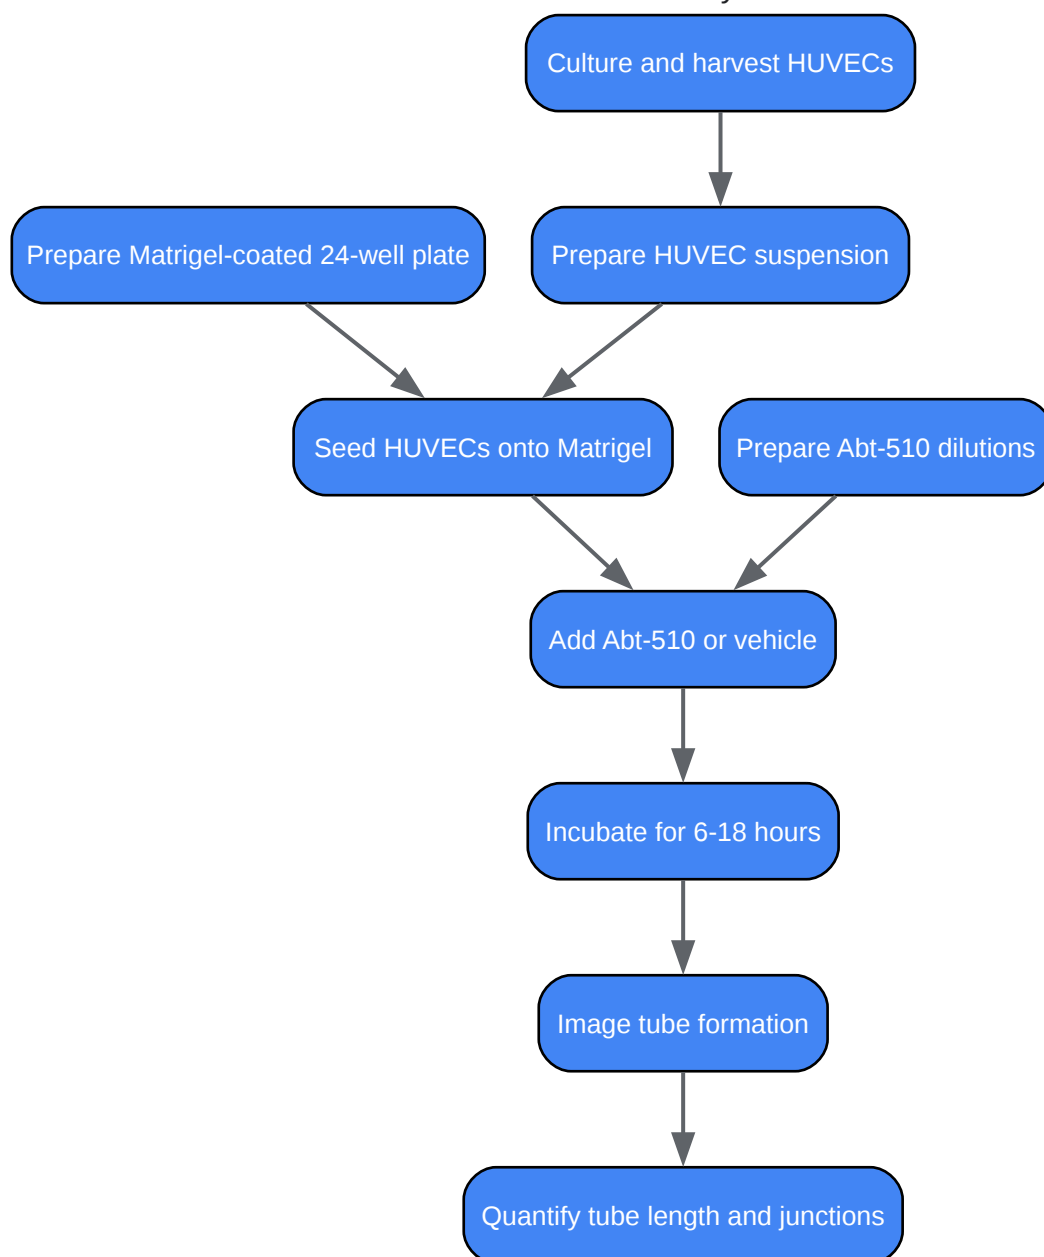 Culture and harvest HUVECs
Prepare Matrigel-coated 24-well plate
Prepare HUVEC suspension
Seed HUVECs onto Matrigel
Prepare Abt-510 dilutions
Add Abt-510 or vehicle
Incubate for 6-18 hours
Image tube formation
Quantify tube length and junctions